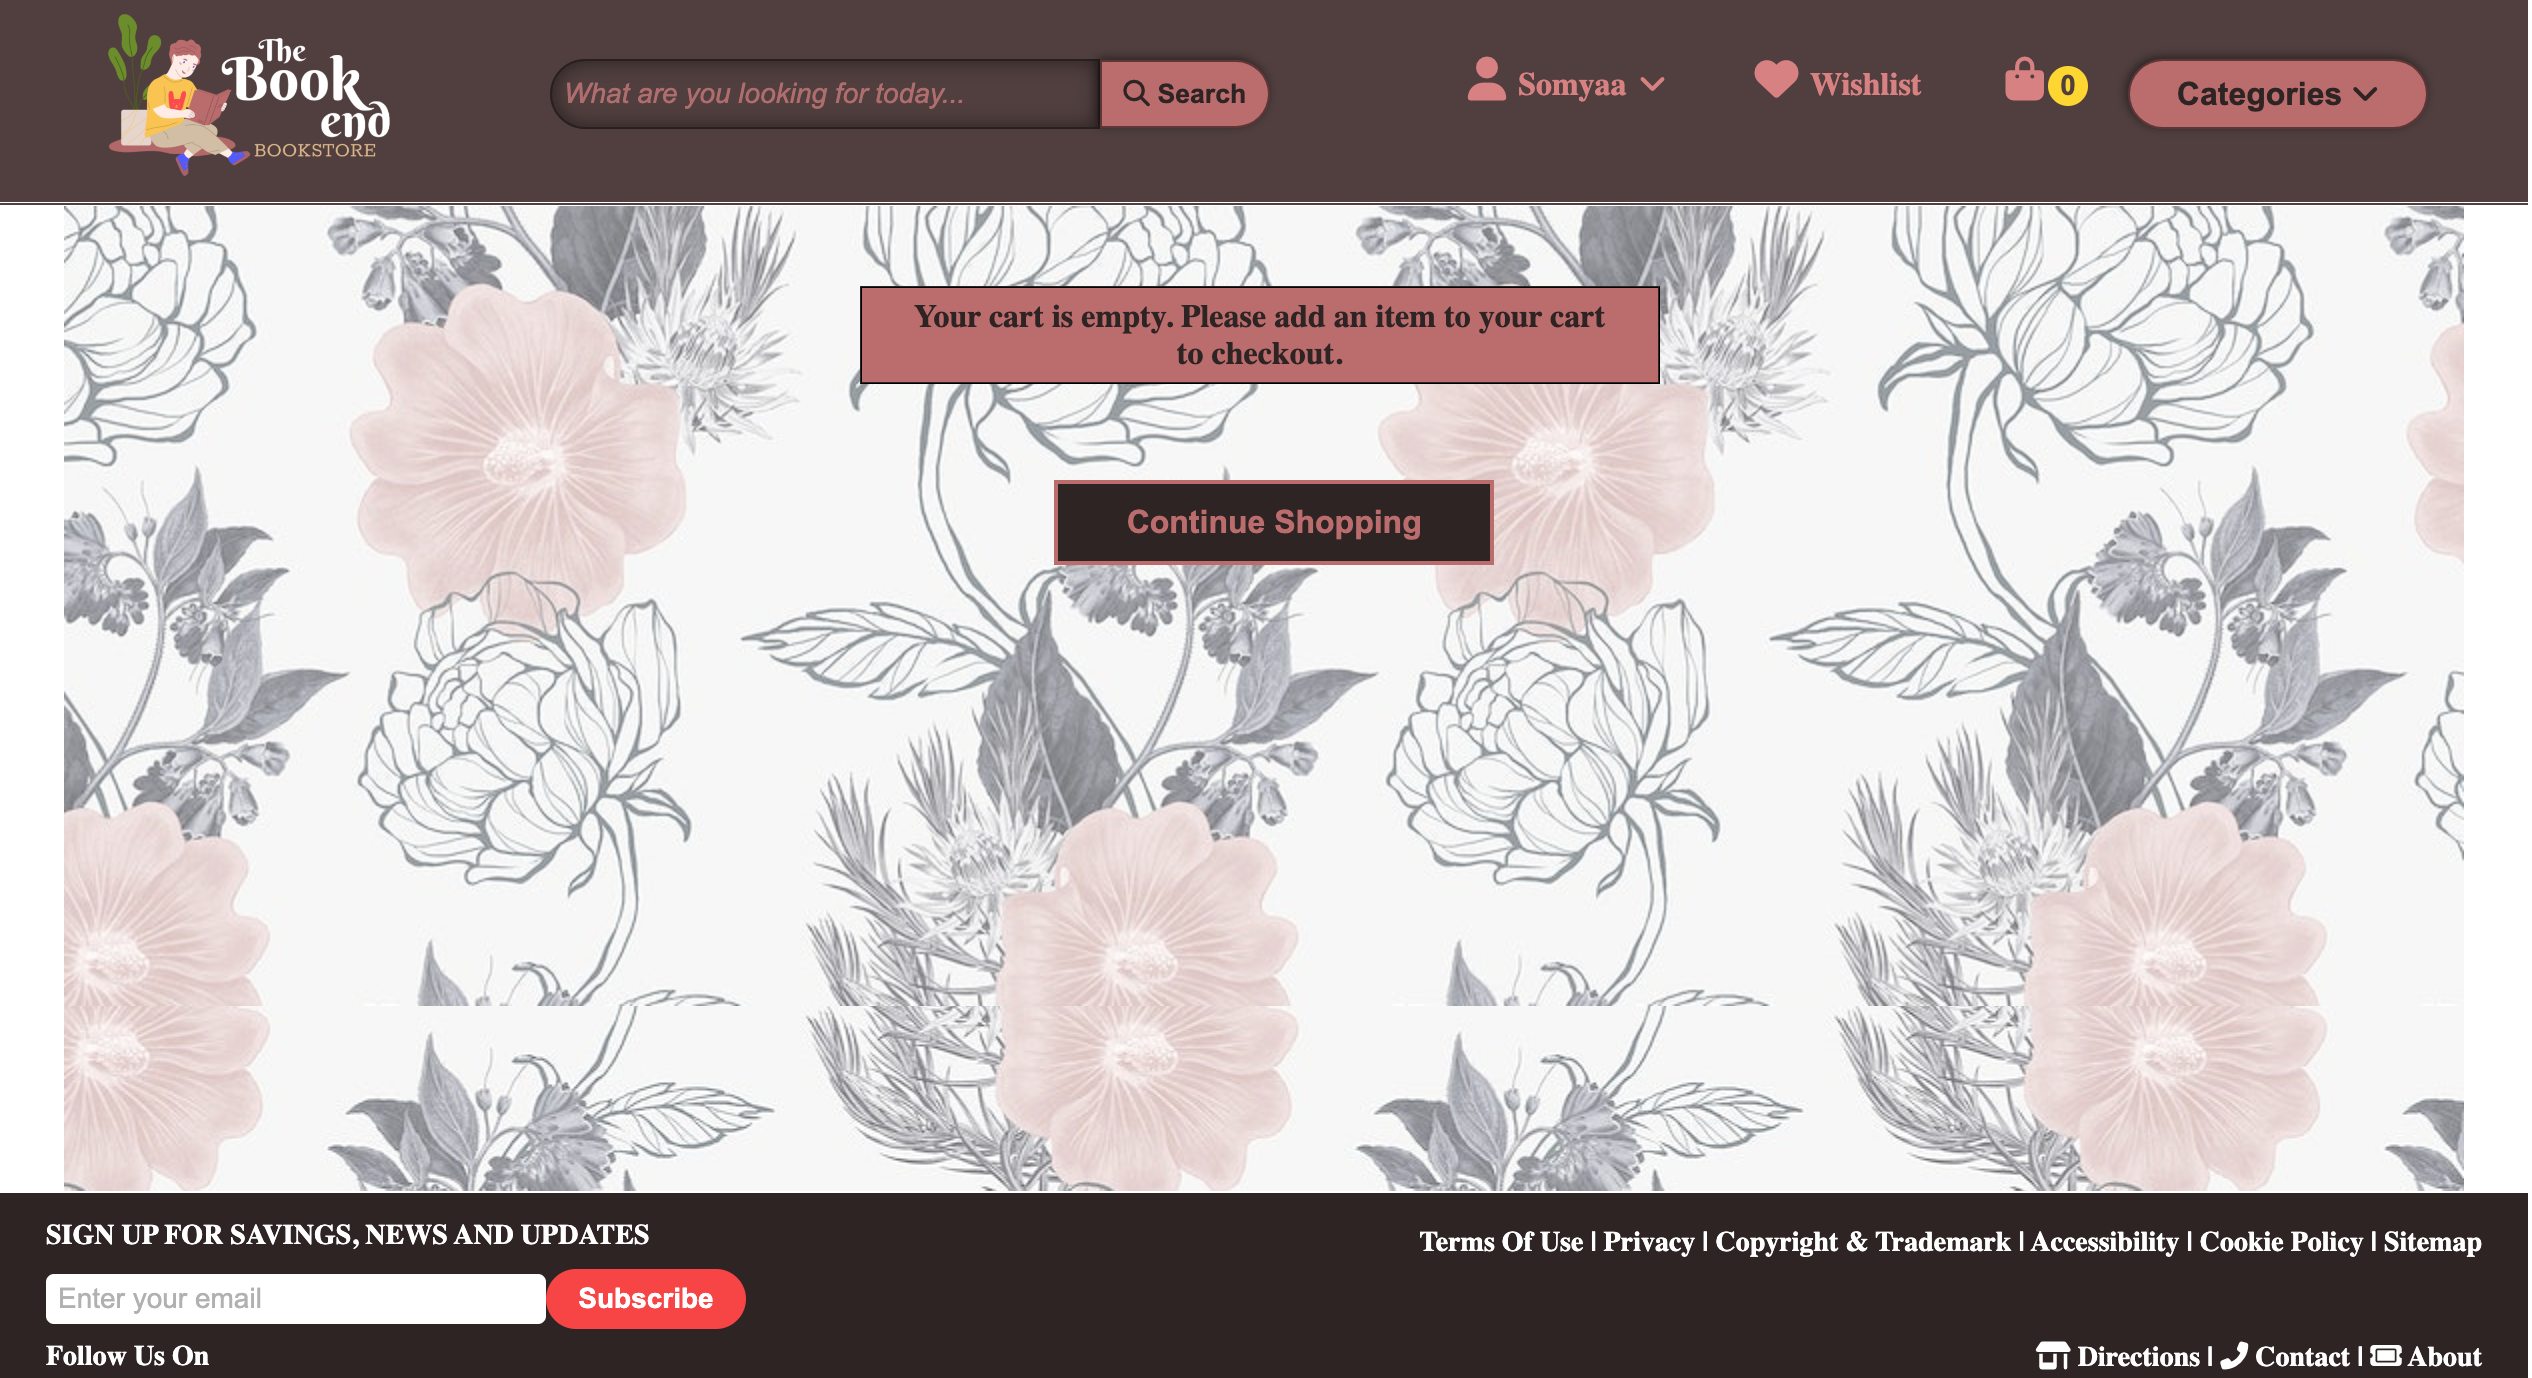 The
Book
end
BOOKSTORE
What are you looking for today...
Search
Somyaa
Wishlist
0
Categories
Your cart is empty. Please add an item to your cart
to checkout.
Continue Shopping
SIGN UP FOR SAVINGS, NEWS AND UPDATES
Enter your email
Subscribe
Follow Us On
Terms Of Use | Privacy | Copyright & Trademark | Accessibility | Cookie Policy | Sitemap
Directions | Contact | About